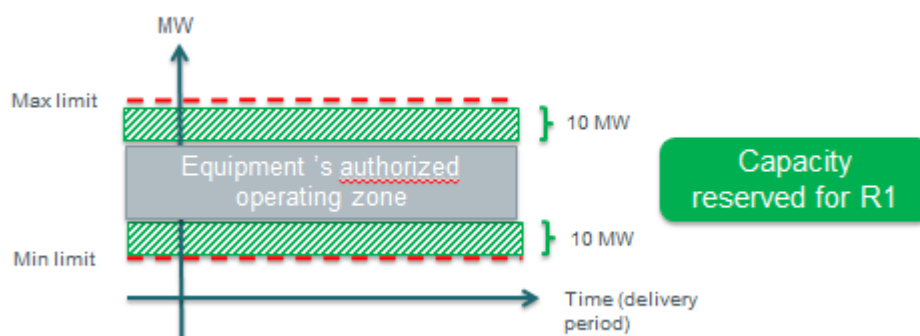 MW
Max limit
10 MW
Equipment 's authorized
operating zone
Capacity
reserved for R1
10 MW
Min limit
Time (delivery
period)